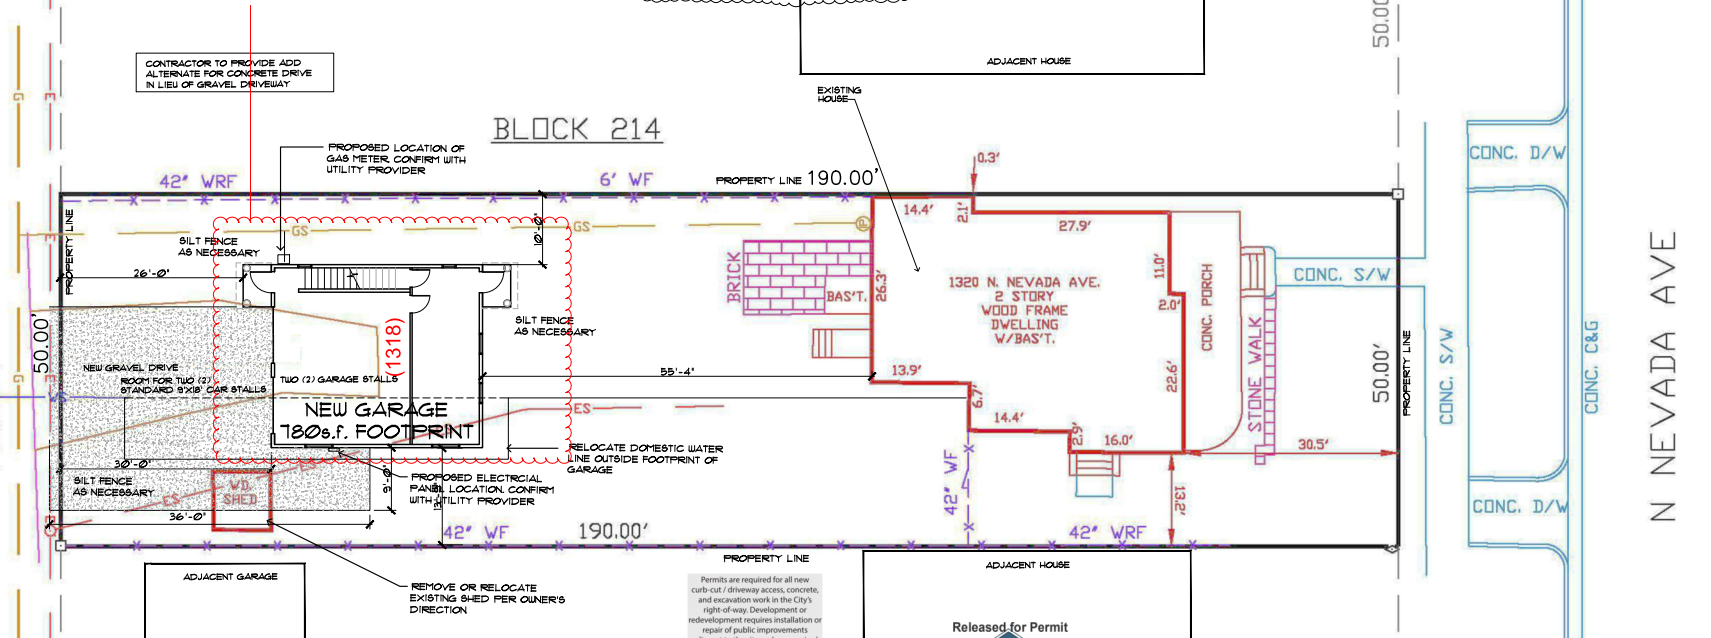 50.00'
ADJACENT HOUSE
CONTRACTOR TO PROVIDE ADD
ALTERNATE FOR CONCRETE DRIVE
IN LIEU OF GRAVEL DRIVEWAY
EXISTING
HOUSE
G
E
BLOCK 214
PROPOSED LOCATION OF
GAS METER. CONFIRM WITH
UTILITY PROVIDER
CONC. D/W
0.3'
42" WRF
6' WF
PROPERTY LINE 190.00'
PROPERTY LINE
14.4'
2.1'
27.9'
GS
GS
10'-0"
SILT FENCE
AS NECESSARY
26'-0"
BRICK
BAS'T.
26.3'
11.0'
2.0'
1320 N. NEVADA AVE.
2 STORY
WOOD FRAME
DWELLING
W/BAS'T.
CONC. PORCH
CONC. S/W
N NEVADA AVE
SILT FENCE
AS NECESSARY
50.00'
(1318)
NEW GRAVEL DRIVE
ROOM FOR TWO (2)
STANDARD 9'X18' CAR STALLS
TWO (2) GARAGE STALLS
55'-4"
13.9'
6.7'
22.6'
STONE WALK
50.00'
PROPERTY LINE
CONC. S/W
CONC. C&G
G
E
NEW GARAGE
780s.f. FOOTPRINT
ES
14.4'
2.9'
16.0'
30.5'
RELOCATE DOMESTIC WATER
LINE OUTSIDE FOOTPRINT OF
GARAGE
30'-0"
ES
SILT FENCE
AS NECESSARY
ES
WD.
SHED
9'-0"
PROPOSED ELECTRCIAL
PANEL LOCATION. CONFIRM
WITH UTILITY PROVIDER
42" WF
13.2'
CONC. D/W
36'-0"
42" WF
190.00'
42" WRF
PROPERTY LINE
ADJACENT GARAGE
ADJACENT HOUSE
REMOVE OR RELOCATE
EXISTING SHED PER OWNER'S
DIRECTION
Permits are required for all new
curb-cut / driveway access, concrete,
and excavation work in the City's
right-of-way. Development or
redevelopment requires installation or
repair of public improvements
Released for Permit